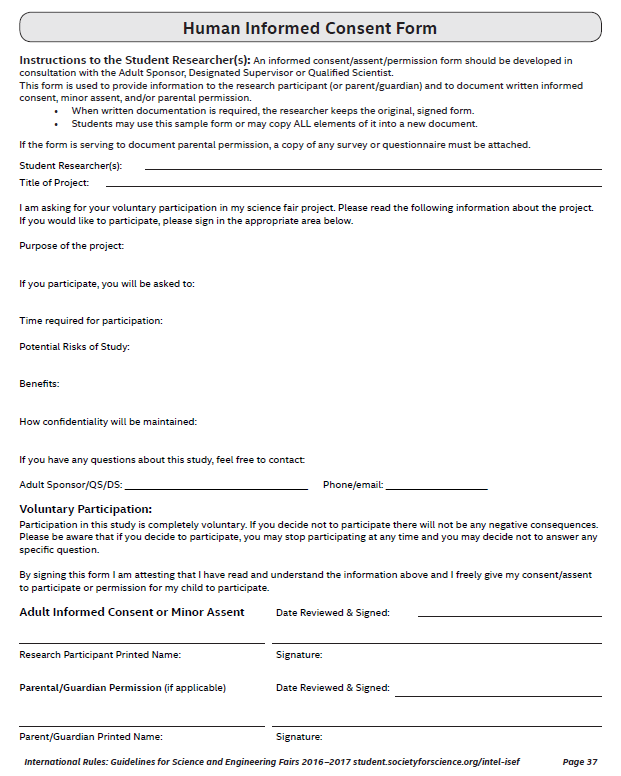 Human Informed Consent Form
Instructions to the Student Researcher(s): An informed consent/assent/permission form should be developed in
consultation with the Adult Sponsor, Designated Supervisor or Qualified Scientist.
This form is used to provide information to the research participant (or parent/guardian) and to document written informed
consent, minor assent, and/or parental permission.
• When written documentation is required, the researcher keeps the original, signed form.
• Students may use this sample form or may copy ALL elements of it into a new document.
If the form is serving to document parental permission, a copy of any survey or questionnaire must be attached.
Student Researcher(s):
Title of Project:
I am asking for your voluntary participation in my science fair project. Please read the following information about the project.
If you would like to participate, please sign in the appropriate area below.
Purpose of the project:
If you participate, you will be asked to:
Time required for participation:
Potential Risks of Study:
Benefits:
How confidentiality will be maintained:
If you have any questions about this study, feel free to contact:
Adult Sponsor/QS/DS: Phone/email:
Voluntary Participation:
Participation in this study is completely voluntary. If you decide not to participate there will not be any negative consequences.
Please be aware that if you decide to participate, you may stop participating at any time and you may decide not to answer any
specific question.
By signing this form I am attesting that I have read and understand the information above and I freely give my consent/assent
to participate or permission for my child to participate.
Adult Informed Consent or Minor Assent Date Reviewed & Signed:
Research Participant Printed Name: Signature:
Parental/Guardian Permission (if applicable) Date Reviewed & Signed:
Parent/Guardian Printed Name: Signature:
International Rules: Guidelines for Science and Engineering Fairs 2016–2017 student.societyforscience.org/intel-isef Page 37